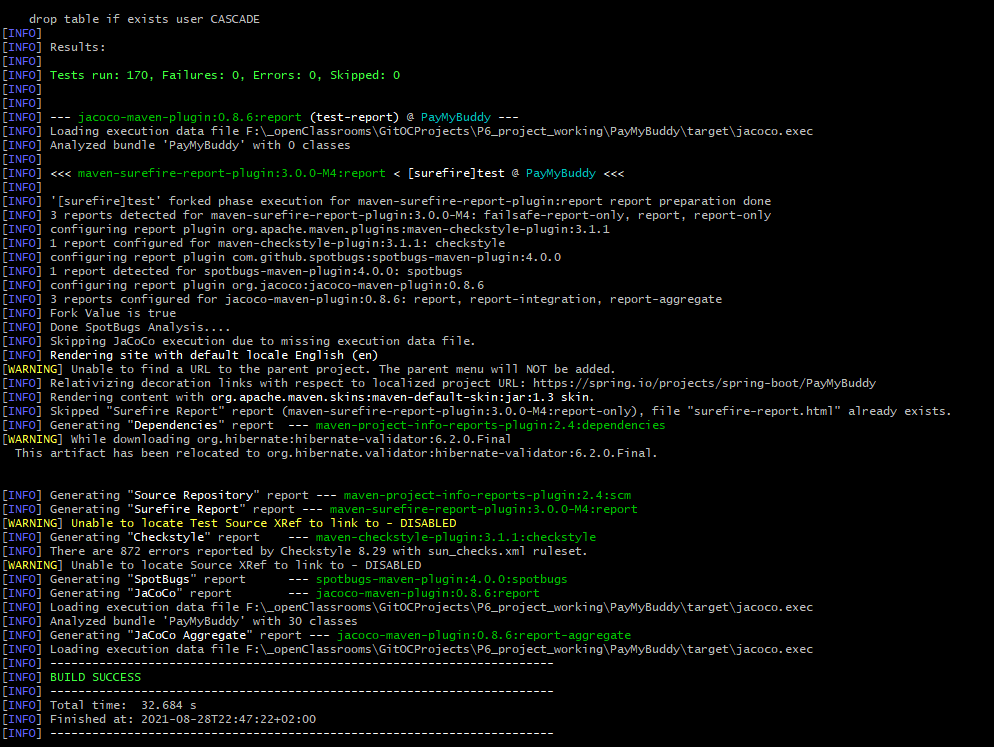 drop table if exists user CASCADE
[INFO]
[INFO] Results:
[INFO]
[INFO] Tests run: 170, Failures: 0, Errors: 0, Skipped: 0
[INFO]
[INFO]
[INFO] --- jacoco-maven-plugin:0.8.6:report (test-report) @ PayMyBuddy ---
[INFO] Loading execution data file F:\_openClassrooms\GitOCProjects\P6_project_working\PayMyBuddy\target\jacoco.exec
[INFO] Analyzed bundle 'PayMyBuddy' with 0 classes
[INFO]
[INFO] <<< maven-surefire-report-plugin:3.0.0-M4:report < [surefire]test @ PayMyBuddy <<<
[INFO]
[INFO] '[surefire]test' forked phase execution for maven-surefire-report-plugin:report report preparation done
[INFO] 3 reports detected for maven-surefire-report-plugin:3.0.0-M4: failsafe-report-only, report, report-only
[INFO] configuring report plugin org.apache.maven.plugins:maven-checkstyle-plugin:3.1.1
[INFO] 1 report configured for maven-checkstyle-plugin:3.1.1: checkstyle
[INFO] configuring report plugin com.github.spotbugs:spotbugs-maven-plugin:4.0.0
[INFO] 1 report detected for spotbugs-maven-plugin:4.0.0: spotbugs
[INFO] configuring report plugin org.jacoco:jacoco-maven-plugin:0.8.6
[INFO] 3 reports configured for jacoco-maven-plugin:0.8.6: report, report-integration, report-aggregate
[INFO] Fork Value is true
[INFO] Done SpotBugs Analysis....
[INFO] Skipping JaCoCo execution due to missing execution data file.
[INFO] Rendering site with default locale English (en)
[WARNING] Unable to find a URL to the parent project. The parent menu will NOT be added.
[INFO] Relativizing decoration links with respect to localized project URL: https://spring.io/projects/spring-boot/PayMyBuddy
[INFO] Rendering content with org.apache.maven.skins:maven-default-skin:jar:1.3 skin.
[INFO] Skipped "Surefire Report" report (maven-surefire-report-plugin:3.0.0-M4:report-only), file "surefire-report.html" already exists.
[INFO] Generating "Dependencies" report  --- maven-project-info-reports-plugin:2.4:dependencies
[WARNING] While downloading org.hibernate:hibernate-validator:6.2.0.Final
This artifact has been relocated to org.hibernate.validator:hibernate-validator:6.2.0.Final.
[INFO] Generating "Source Repository" report --- maven-project-info-reports-plugin:2.4:scm
[INFO] Generating "Surefire Report" report --- maven-surefire-report-plugin:3.0.0-M4:report
[WARNING] Unable to locate Test Source XRef to link to - DISABLED
[INFO] Generating "Checkstyle" report    --- maven-checkstyle-plugin:3.1.1:checkstyle
[INFO] There are 872 errors reported by Checkstyle 8.29 with sun_checks.xml ruleset.
[WARNING] Unable to locate Source XRef to link to - DISABLED
[INFO] Generating "SpotBugs" report      --- spotbugs-maven-plugin:4.0.0:spotbugs
[INFO] Generating "JaCoCo" report        --- jacoco-maven-plugin:0.8.6:report
[INFO] Loading execution data file F:\_openClassrooms\GitOCProjects\P6_project_working\PayMyBuddy\target\jacoco.exec
[INFO] Analyzed bundle 'PayMyBuddy' with 30 classes
[INFO] Generating "JaCoCo Aggregate" report --- jacoco-maven-plugin:0.8.6:report-aggregate
[INFO] Loading execution data file F:\_openClassrooms\GitOCProjects\P6_project_working\PayMyBuddy\target\jacoco.exec
[INFO] ------------------------------------------------------------------------
[INFO] BUILD SUCCESS
[INFO] ------------------------------------------------------------------------
[INFO] Total time:  32.684 s
[INFO] Finished at: 2021-08-28T22:47:22+02:00
[INFO] ------------------------------------------------------------------------